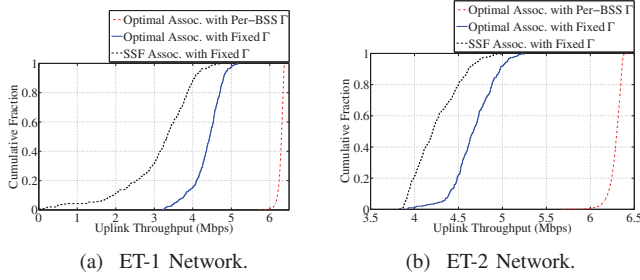 Optimal Assoc. with Per-BSS Γ
Optimal Assoc. with Fixed Γ
SSF Assoc. with Fixed Γ
1
0.8
0.6
0.4
0.2
0
Cumulative Fraction
0 1 2 3 4 5 6
Uplink Throughput (Mbps)
(a) ET-1 Network.
Optimal Assoc. with Per-BSS Γ
Optimal Assoc. with Fixed Γ
SSF Assoc. with Fixed Γ
1
0.8
0.6
0.4
0.2
0
Cumulative Fraction
3.5 4 4.5 5 5.5 6 6.5
Uplink Throughput (Mbps)
(b) ET-2 Network.